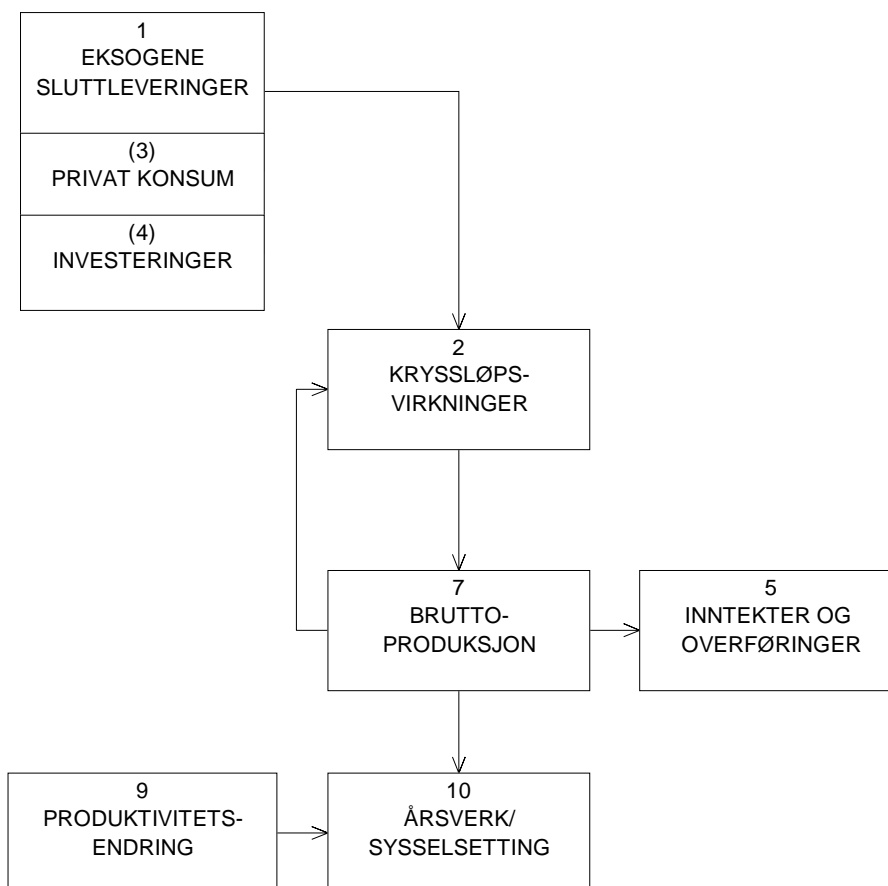 1
EKSOGENE
SLUTTLEVERINGER
(3)
PRIVAT KONSUM
(4)
INVESTERINGER
2
KRYSSLØPS-
VIRKNINGER
7
BRUTTO-
PRODUKSJON
5
INNTEKTER OG
OVERFØRINGER
9
PRODUKTIVITETS-
ENDRING
10
ÅRSVERK/
SYSSELSETTING